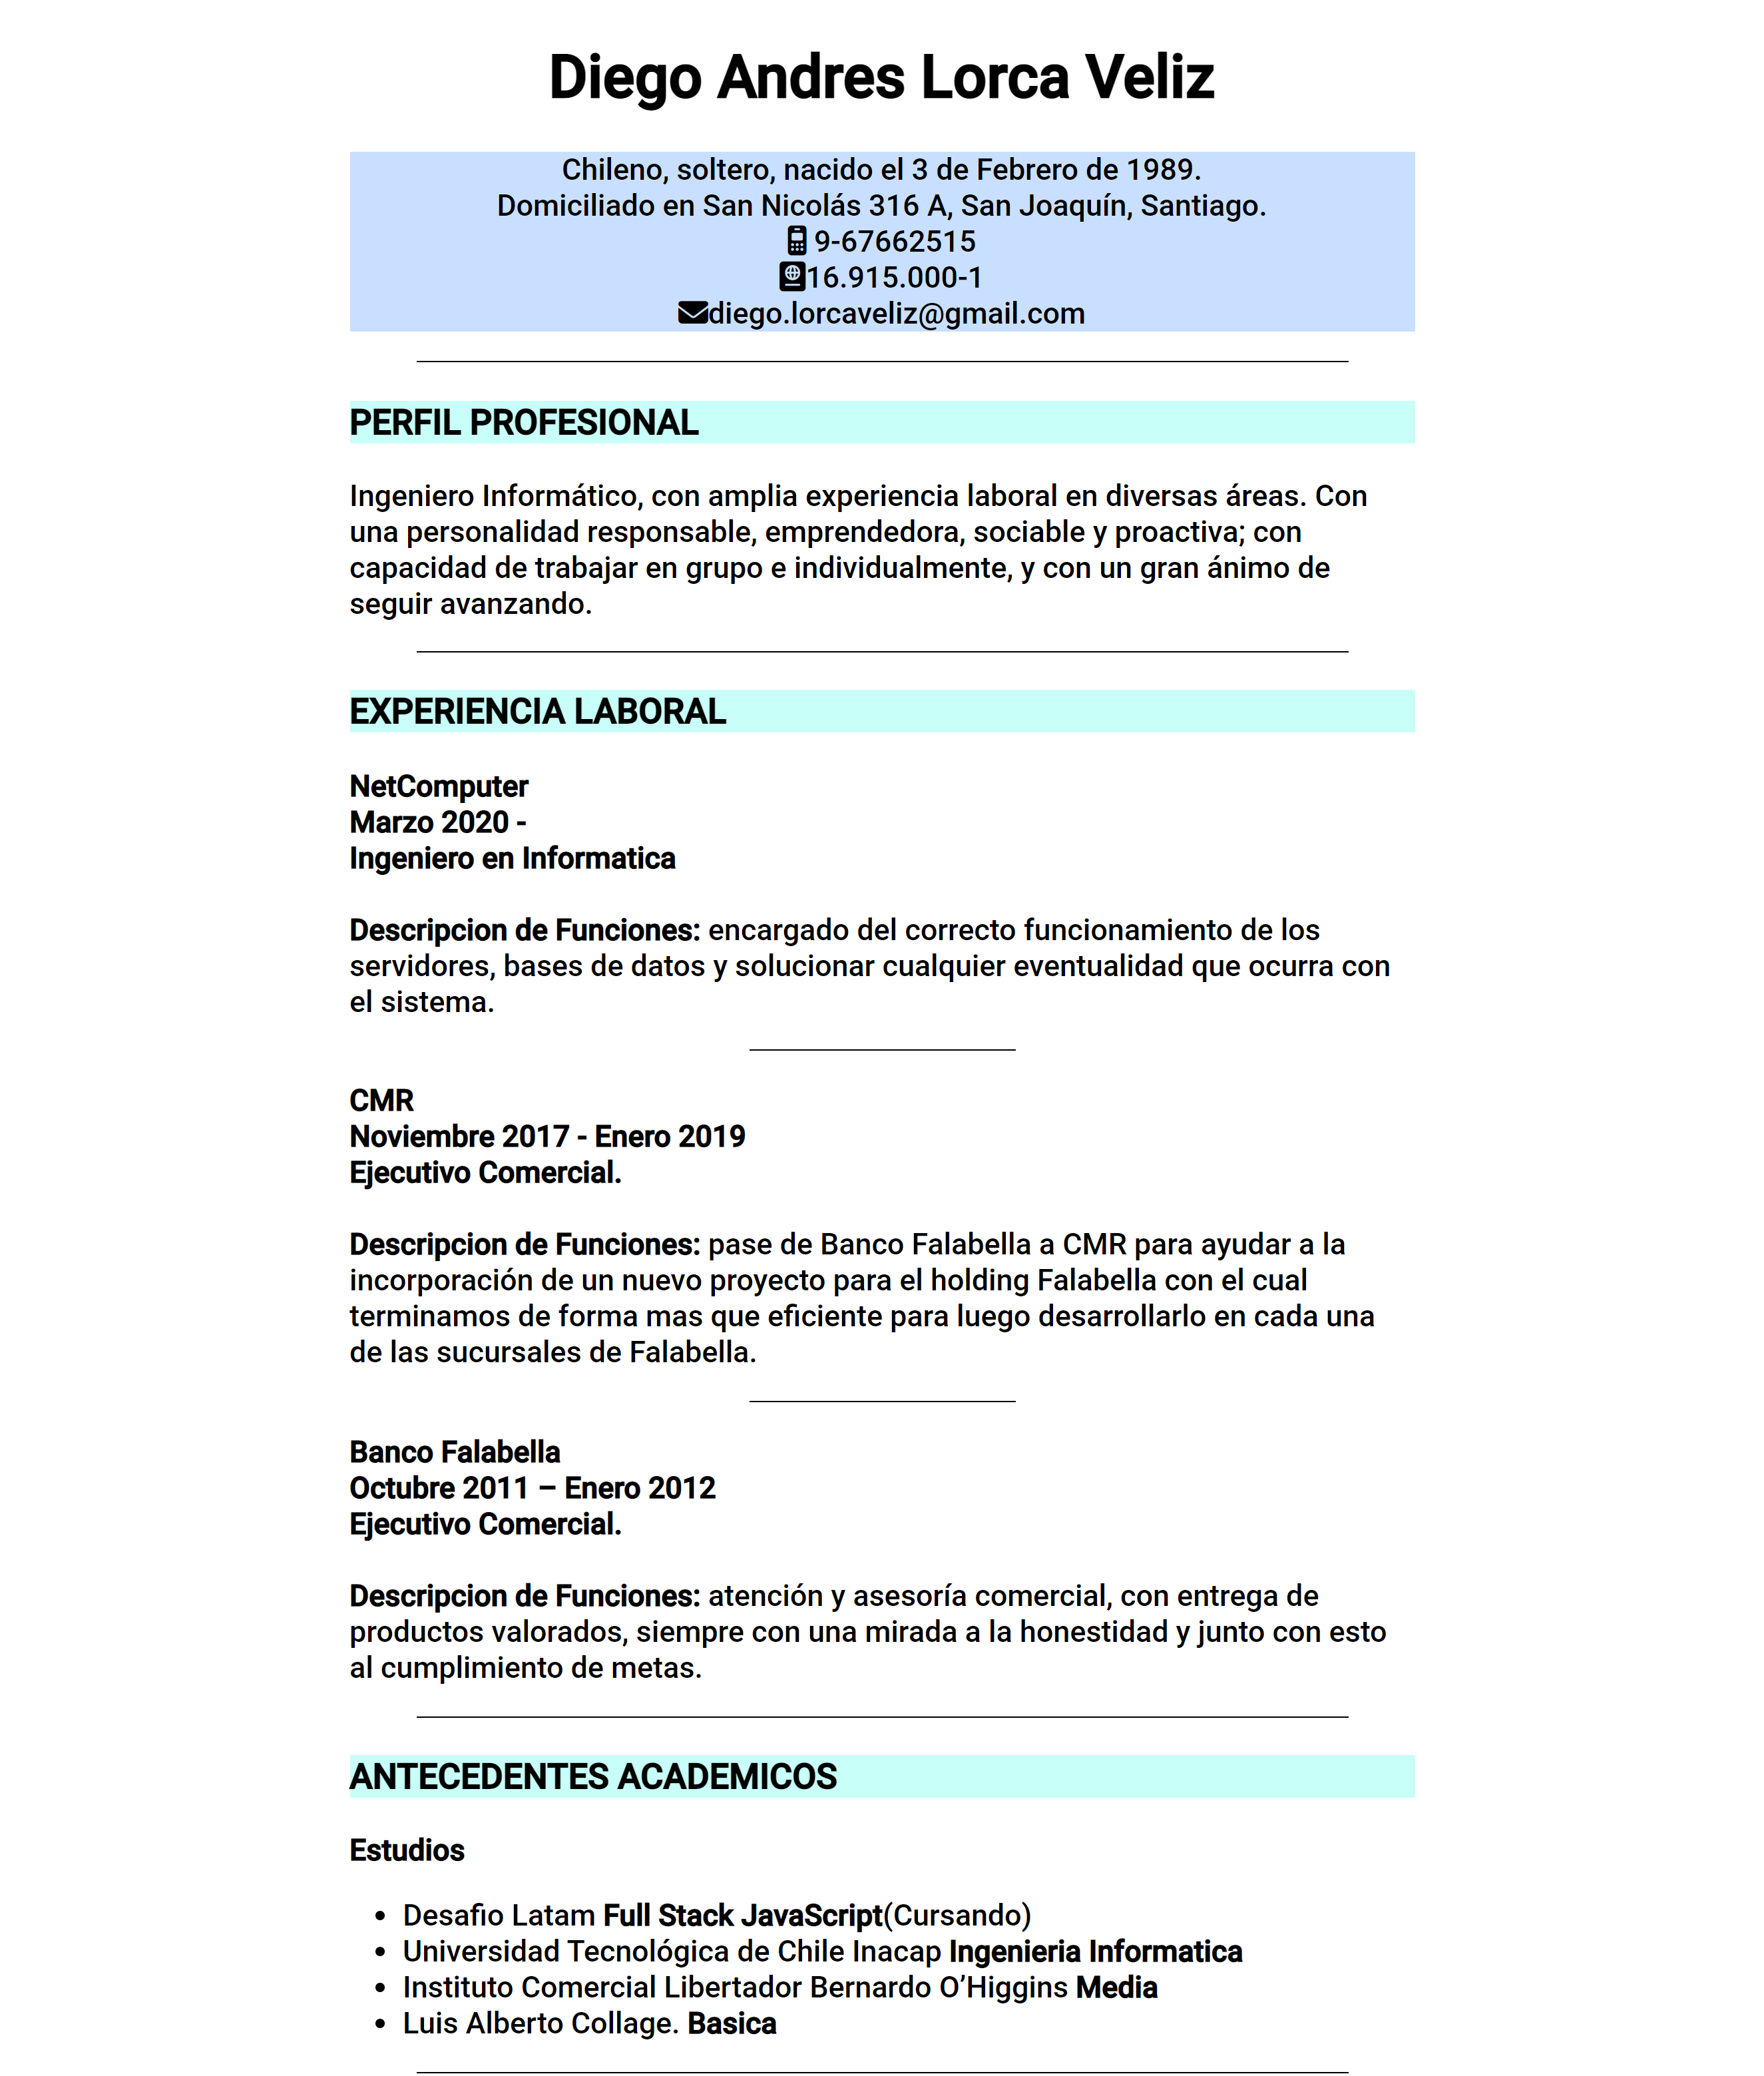 Diego Andres Lorca Veliz
Chileno, soltero, nacido el 3 de Febrero de 1989.
Domiciliado en San Nicolás 316 A, San Joaquín, Santiago.
9-67662515
16.915.000-1
diego.lorcaveliz@gmail.com
PERFIL PROFESIONAL
Ingeniero Informático, con amplia experiencia laboral en diversas áreas. Con
una personalidad responsable, emprendedora, sociable y proactiva; con
capacidad de trabajar en grupo e individualmente, y con un gran ánimo de
seguir avanzando.
EXPERIENCIA LABORAL
NetComputer
Marzo 2020 -
Ingeniero en Informatica
Descripcion de Funciones: encargado del correcto funcionamiento de los
servidores, bases de datos y solucionar cualquier eventualidad que ocurra con
el sistema.
CMR
Noviembre 2017 - Enero 2019
Ejecutivo Comercial.
Descripcion de Funciones: pase de Banco Falabella a CMR para ayudar a la
incorporación de un nuevo proyecto para el holding Falabella con el cual
terminamos de forma mas que eficiente para luego desarrollarlo en cada una
de las sucursales de Falabella.
Banco Falabella
Octubre 2011 – Enero 2012
Ejecutivo Comercial.
Descripcion de Funciones: atención y asesoría comercial, con entrega de
productos valorados, siempre con una mirada a la honestidad y junto con esto
al cumplimiento de metas.
ANTECEDENTES ACADEMICOS
Estudios
• Desafio Latam Full Stack JavaScript(Cursando)
• Universidad Tecnológica de Chile Inacap Ingenieria Informatica
• Instituto Comercial Libertador Bernardo O’Higgins Media
• Luis Alberto Collage. Basica